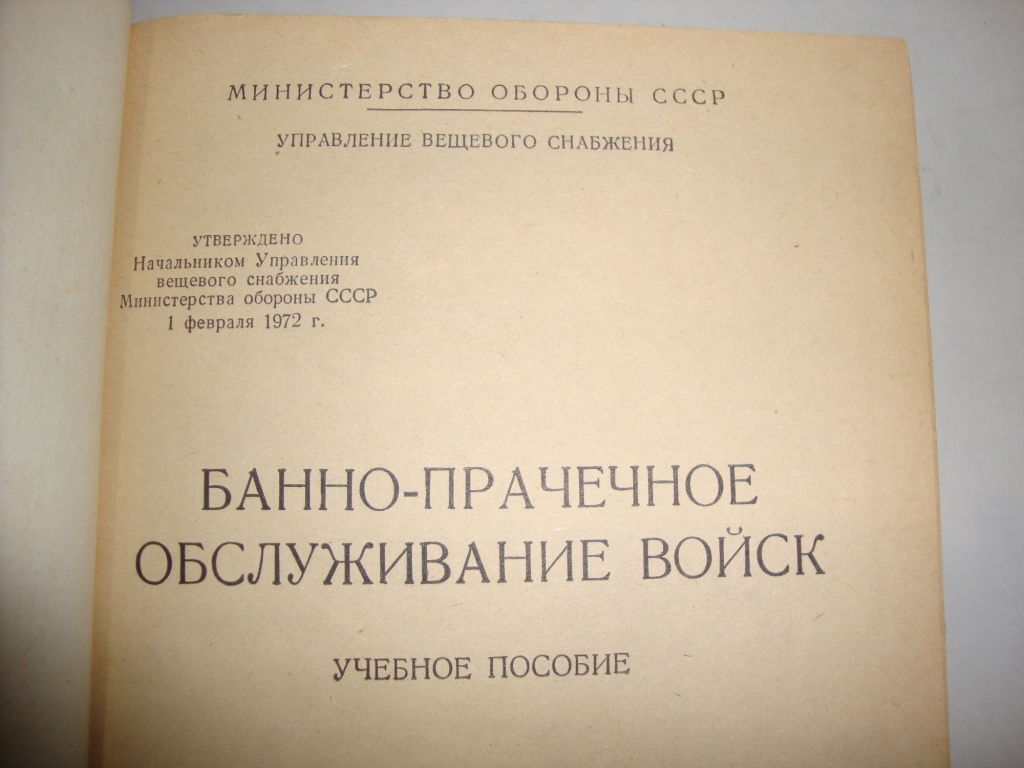 МИНИСТЕРСТВО ОБОРОНЫ СССР
УПРАВЛЕНИЕ ВЕЩЕВОГО СНАБЖЕНИЯ
УТВЕРЖДЕНО
Начальником Управления
вещевого снабжения
Министерства обороны СССР
1 февраля 1972 г.
БАННО-ПРАЧЕЧНОЕ
ОБСЛУЖИВАНИЕ ВОЙСК
УЧЕБНОЕ ПОСОБИЕ